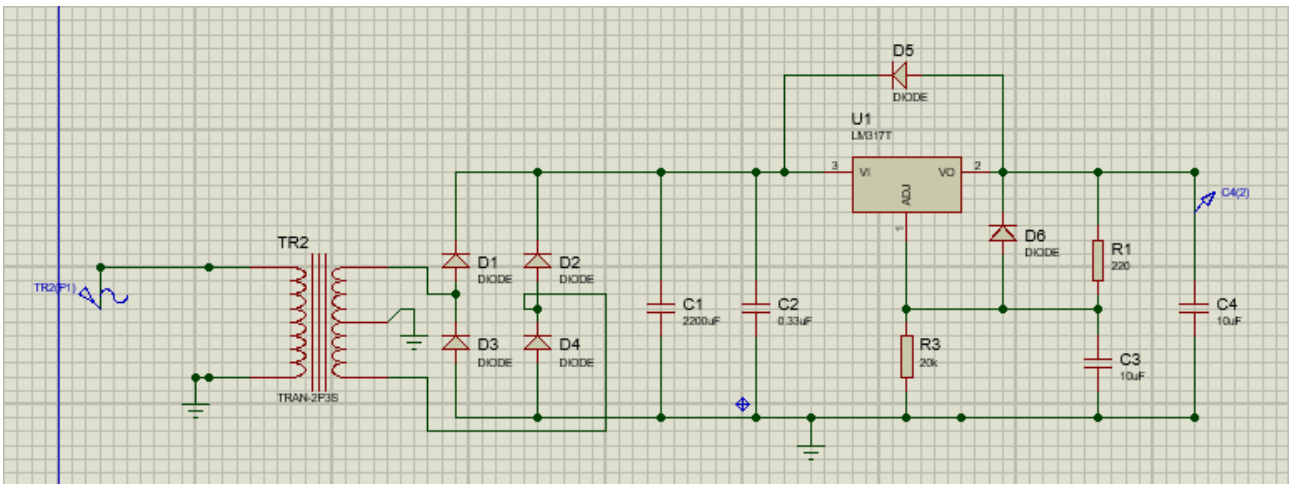 D5
DIODE
U1
LM317T
3
VI
VO
2
ADJ
1
C4(2)
TR2
TR2(P1)
TRAN-2P3S
D1
DIODE
D2
DIODE
D3
DIODE
D4
DIODE
C1
2200uF
C2
0.33uF
D6
DIODE
R1
220
R3
20k
C3
10uF
C4
10uF